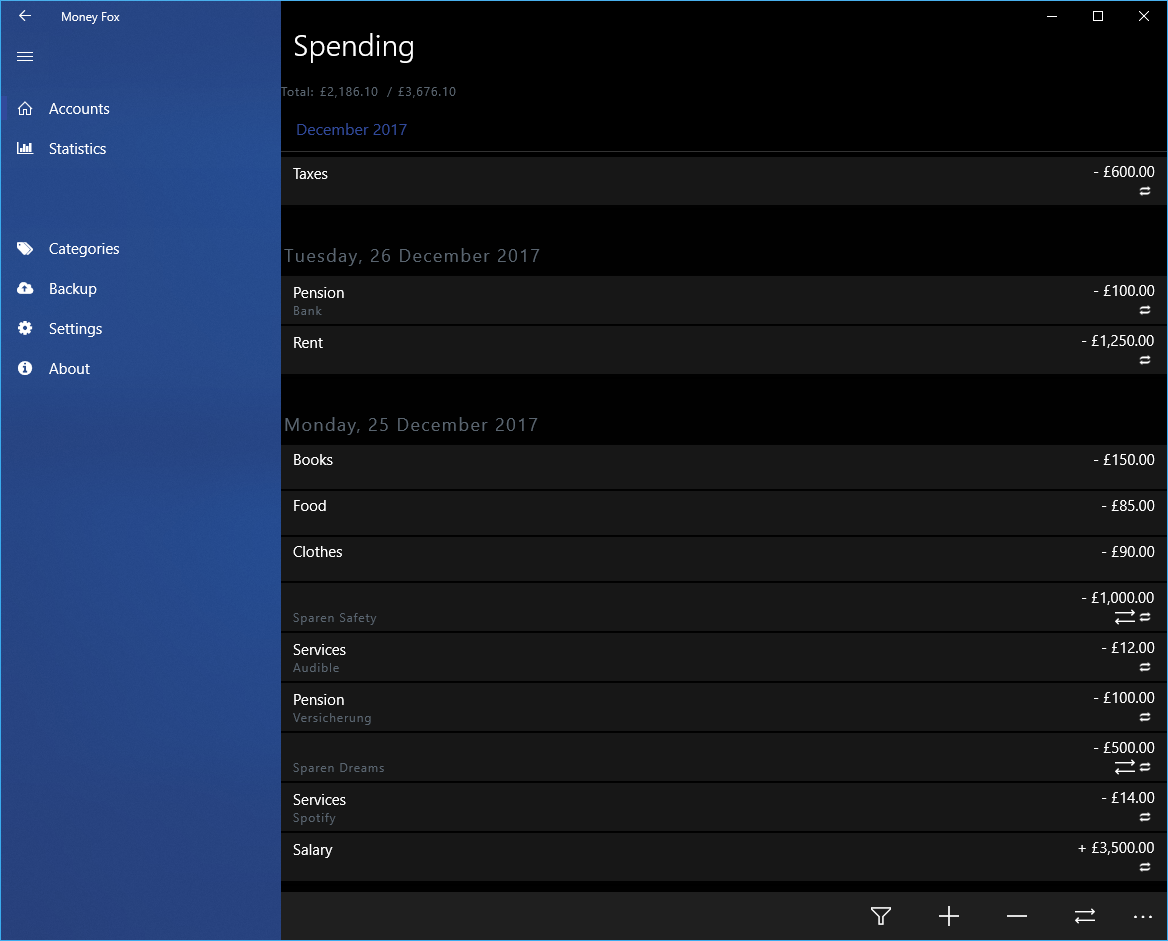 Money Fox
Accounts
Statistics
Categories
Backup
Settings
About
Spending
Total: £2,186.10 / £3,676.10
December 2017
Taxes - £600.00
Tuesday, 26 December 2017
Pension - £100.00
Bank
Rent - £1,250.00
Monday, 25 December 2017
Books - £150.00
Food - £85.00
Clothes - £90.00
- £1,000.00
Sparen Safety
Services - £12.00
Audible
Pension - £100.00
Versicherung
- £500.00
Sparen Dreams
Services - £14.00
Spotify
Salary + £3,500.00